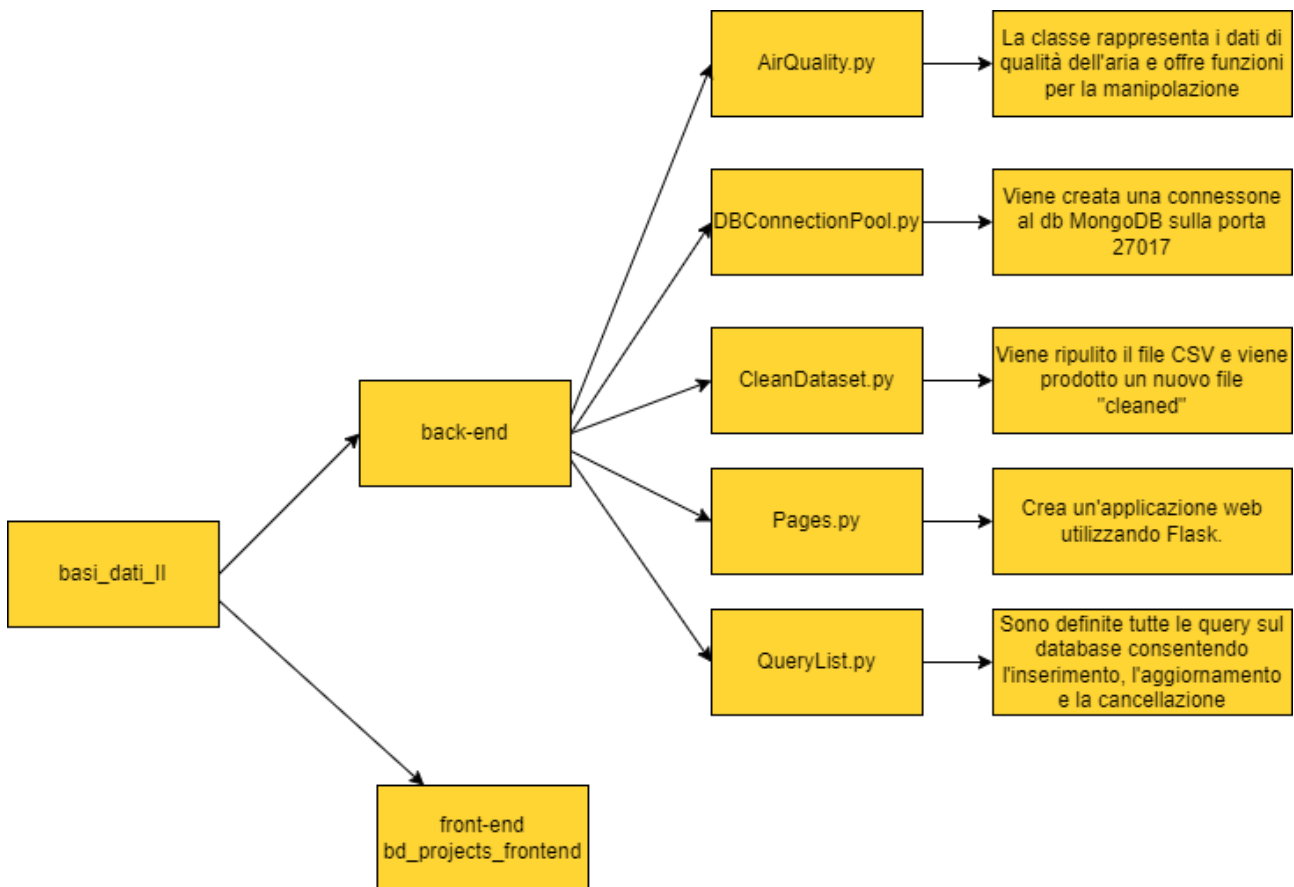 AirQuality.py
La classe rappresenta i dati di
qualità dell'aria e offre funzioni
per la manipolazione
DBConnectionPool.py
Viene creata una connessone
al db MongoDB sulla porta
27017
CleanDataset.py
Viene ripulito il file CSV e viene
prodotto un nuovo file
"cleaned"
back-end
Pages.py
Crea un'applicazione web
utilizzando Flask.
basi_dati_II
QueryList.py
Sono definite tutte le query sul
database consentendo
l'inserimento, l'aggiornamento
e la cancellazione
front-end
bd_projects_frontend